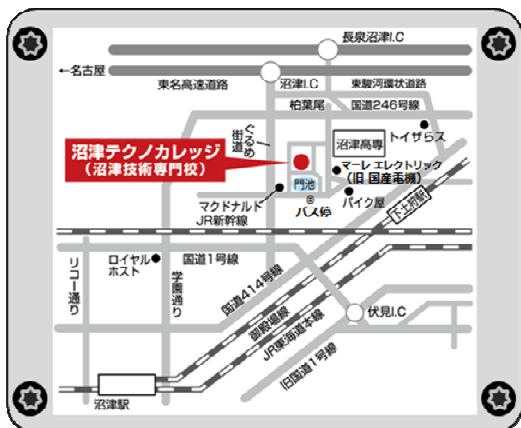 長泉沼津I.C
←名古屋
東名高速道路
沼津I.C
東駿河環状道路
柏葉尾
国道246号線
ぐるめ
街道
沼津高専
トイザらス
沼津テクノカレッジ
(沼津技術専門校)
マーレ エレクトリック
(旧 国産電機)
門池
マクドナルド
バス停
バイク屋
下土狩駅
JR新幹線
ロイヤル
ホスト
国道1号線
リコー通り
学園通り
国道414号線
御殿場線
JR東海道本線
伏見I.C
旧国道1号線
沼津駅